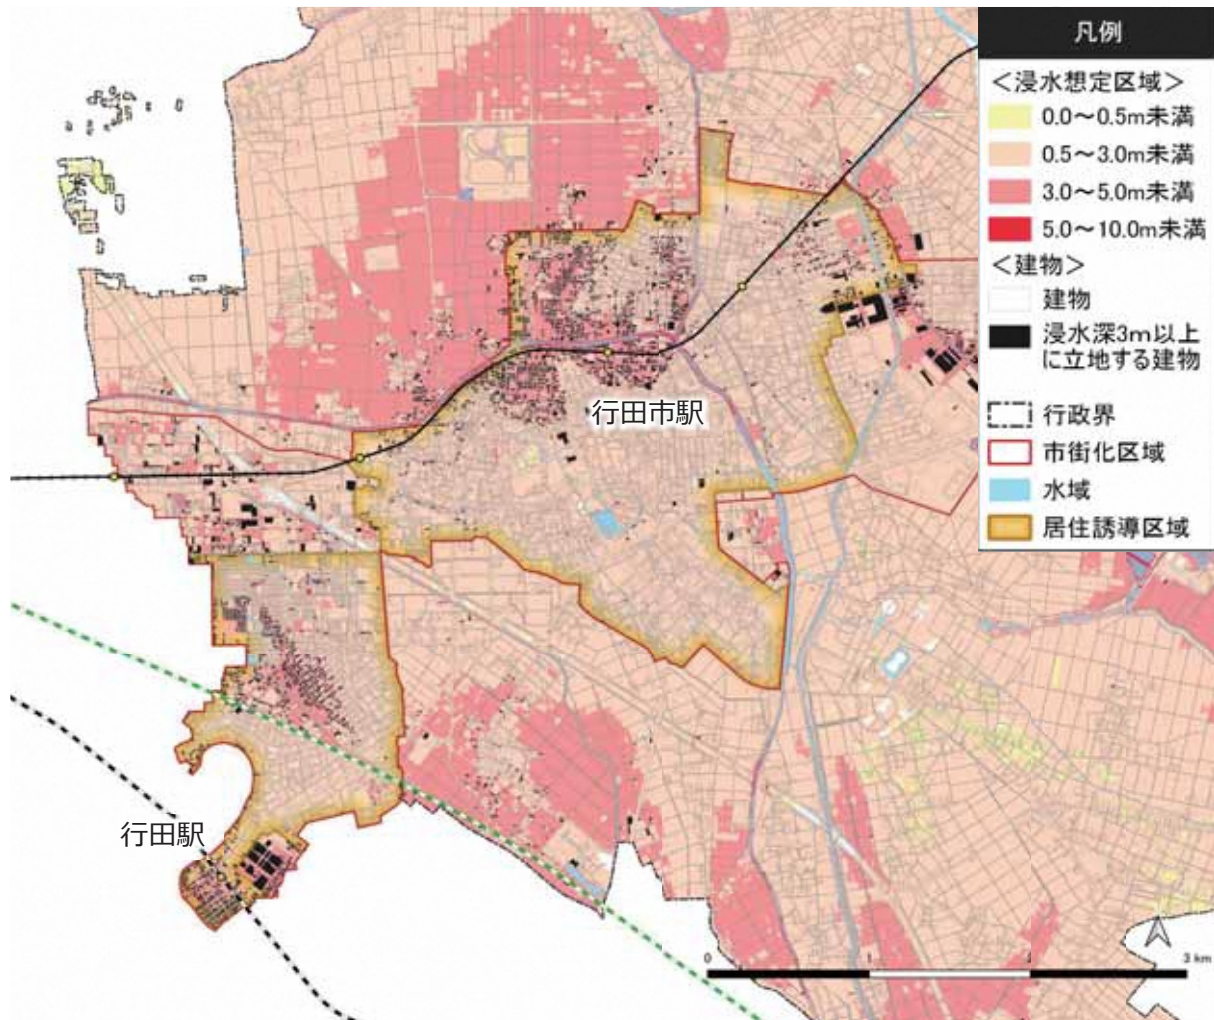 凡例
＜浸水想定区域＞
0.0～0.5m未満
0.5～3.0m未満
3.0～5.0m未満
5.0～10.0m未満
＜建物＞
建物
浸水深3m以上
に立地する建物
行政界
市街化区域
水域
居住誘導区域
行田市駅
行田駅
0 1 3 km